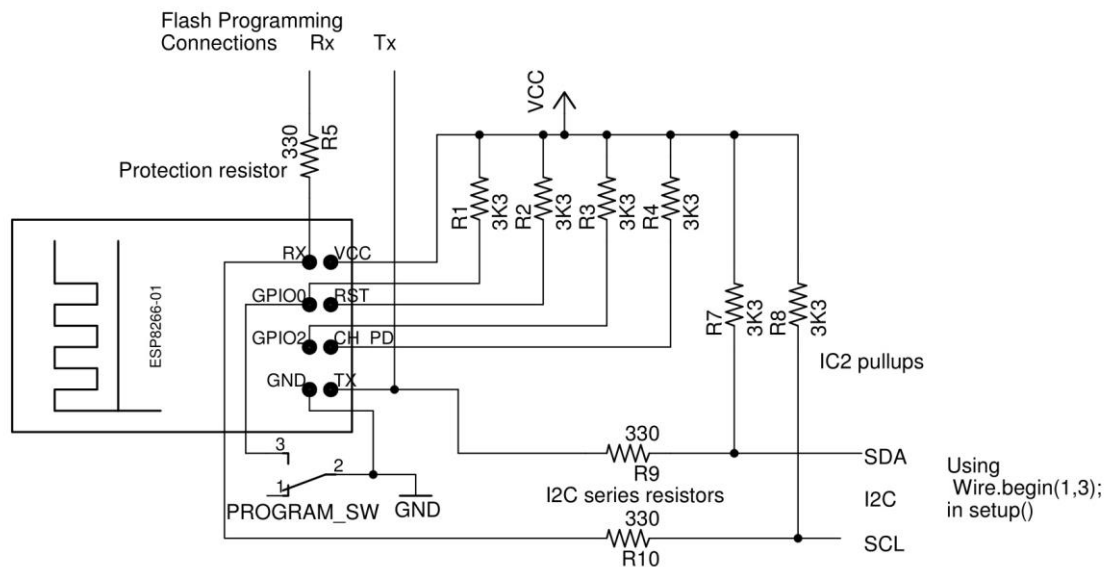 Flash Programming
Connections Rx Tx
VCC
330
R5
Protection resistor
R1
3K3
R2
3K3
R3
3K3
R4
3K3
RX VCC
GPIO0 RST
GPIO2 CH_PD
GND TX
ESP8266-01
R7
3K3
R8
3K3
IC2 pullups
3
2
1
PROGRAM_SW GND
330
R9
I2C series resistors
330
R10
SDA
I2C
SCL
Using
Wire.begin(1,3);
in setup()